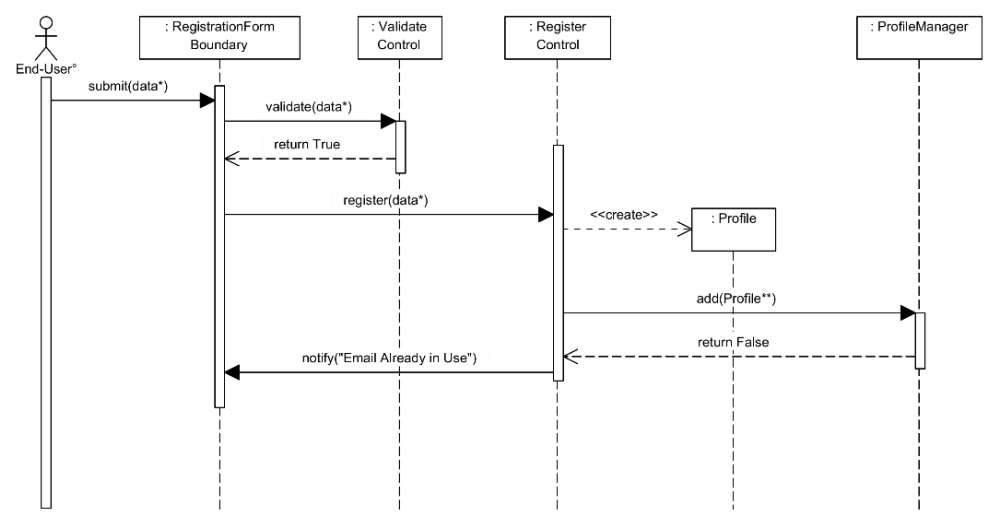 : RegistrationForm
Boundary
: Validate
Control
: Register
Control
: ProfileManager
End-User°
submit(data*)
validate(data*)
return True
register(data*)
<<create>>
: Profile
add(Profile**)
return False
notify("Email Already in Use")